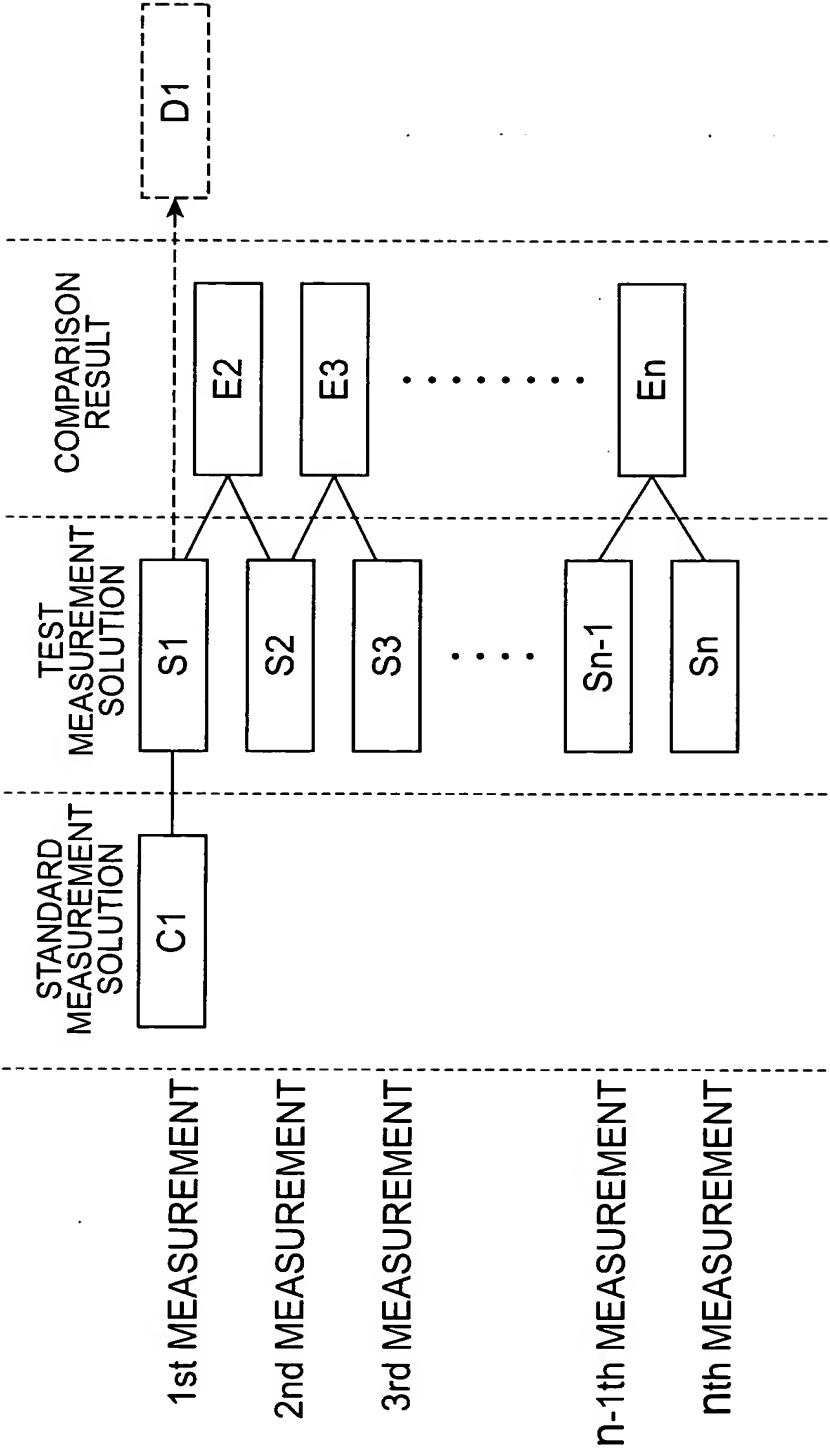 STANDARD
MEASUREMENT
SOLUTION
TEST
MEASUREMENT
SOLUTION
COMPARISON
RESULT
1st MEASUREMENT
C1
S1
D1
E2
2nd MEASUREMENT
S2
E3
3rd MEASUREMENT
S3
n-1th MEASUREMENT
Sn-1
En
nth MEASUREMENT
Sn